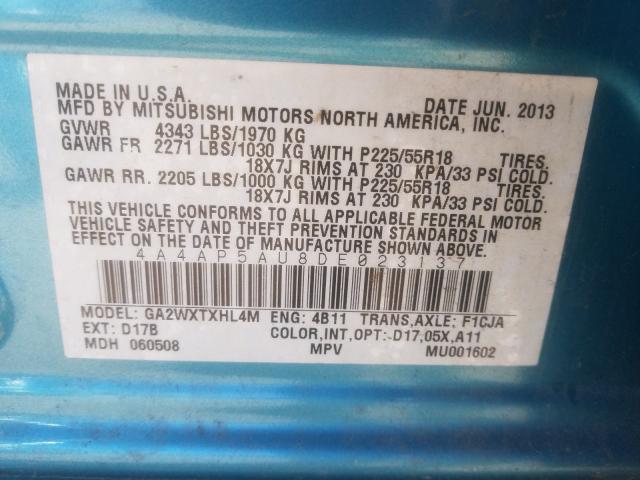 MADE IN U.S.A.
MFD BY MITSUBISHI MOTORS NORTH AMERICA, INC. DATE JUN. 2013
GVWR 4343 LBS/1970 KG
GAWR FR 2271 LBS/1030 KG WITH P225/55R18 TIRES.
18X7J RIMS AT 230 KPA/33 PSI COLD.
GAWR RR. 2205 LBS/1000 KG WITH P225/55R18 TIRES.
18X7J RIMS AT 230 KPA/33 PSI COLD.
THIS VEHICLE CONFORMS TO ALL APPLICABLE FEDERAL MOTOR
VEHICLE SAFETY AND THEFT PREVENTION STANDARDS IN
EFFECT ON THE DATE OF MANUFACTURE SHOWN ABOVE.
4A4AP5AU8DE023137
MODEL: GA2WXTXHL4M ENG: 4B11 TRANS,AXLE: F1CJA
EXT: D17B COLOR,INT,OPT: D17,05X,A11
MDH 060508 MPV MU001602